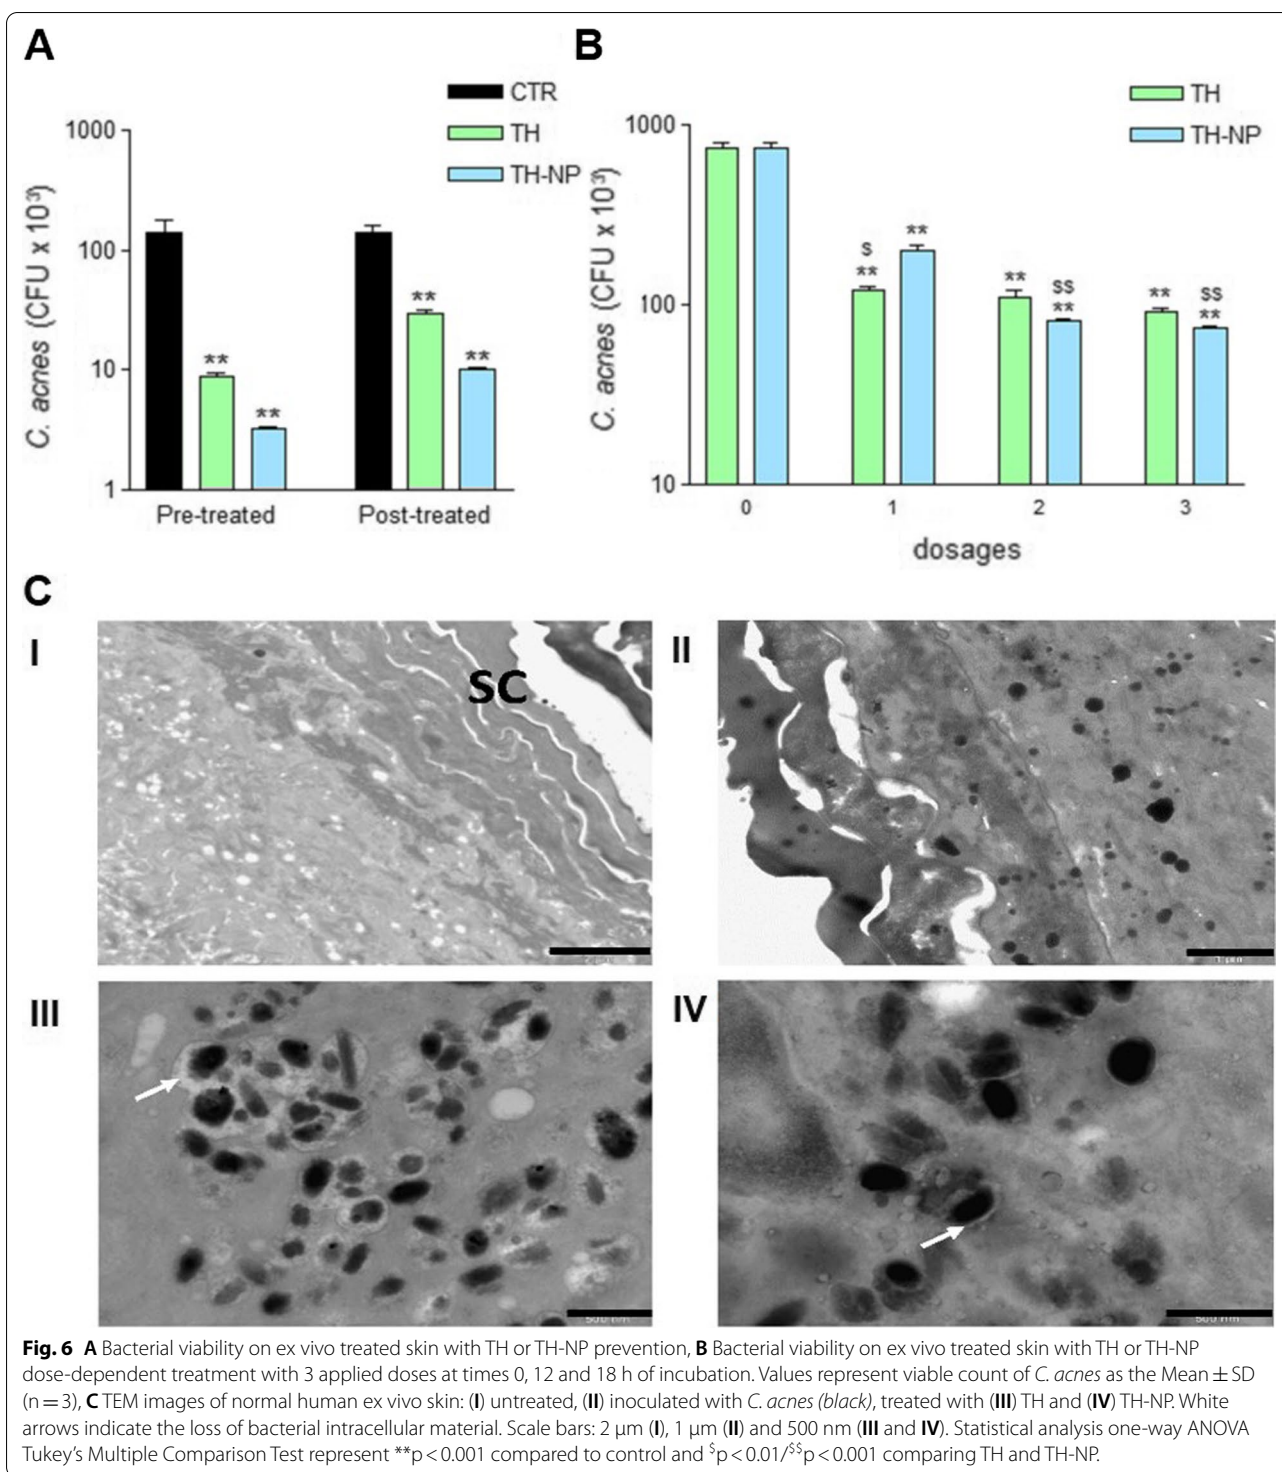 A
B
CTR
TH
TH-NP
1000
100
10
1
C. acnes (CFU x 10³)
**
**
**
**
Pre-treated
Post-treated
TH
TH-NP
1000
100
10
C. acnes (CFU x 10³)
$
**
**
**
$$
**
**
$$
**
0
1
2
3
dosages
C
I
SC
II
1 µm
III
500 nm
IV
500 nm
Fig. 6 A Bacterial viability on ex vivo treated skin with TH or TH-NP prevention, B Bacterial viability on ex vivo treated skin with TH or TH-NP
dose-dependent treatment with 3 applied doses at times 0, 12 and 18 h of incubation. Values represent viable count of C. acnes as the Mean ± SD
(n = 3), C TEM images of normal human ex vivo skin: (I) untreated, (II) inoculated with C. acnes (black), treated with (III) TH and (IV) TH-NP. White
arrows indicate the loss of bacterial intracellular material. Scale bars: 2 µm (I), 1 µm (II) and 500 nm (III and IV). Statistical analysis one-way ANOVA
Tukey's Multiple Comparison Test represent **p < 0.001 compared to control and $p < 0.01/$$p < 0.001 comparing TH and TH-NP.